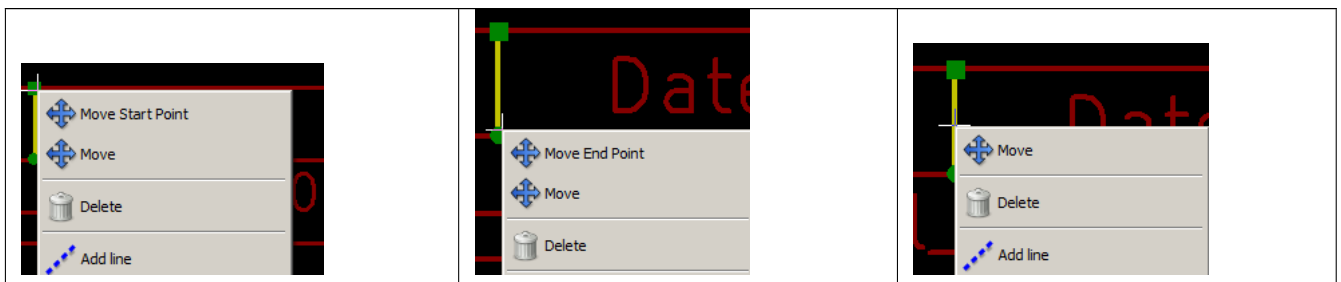 Move Start Point
Move
Delete
Add line
Date
Move End Point
Move
Delete
Move
Delete
Add line